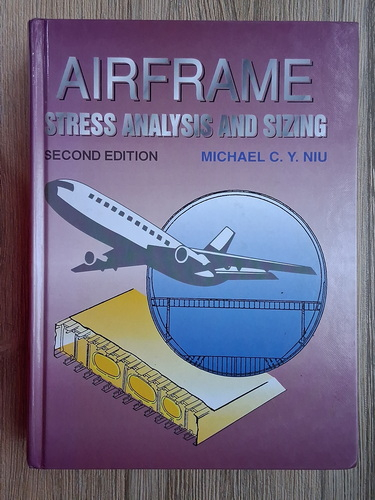 AIRFRAME
STRESS ANALYSIS AND SIZING
SECOND EDITION MICHAEL C. Y. NIU